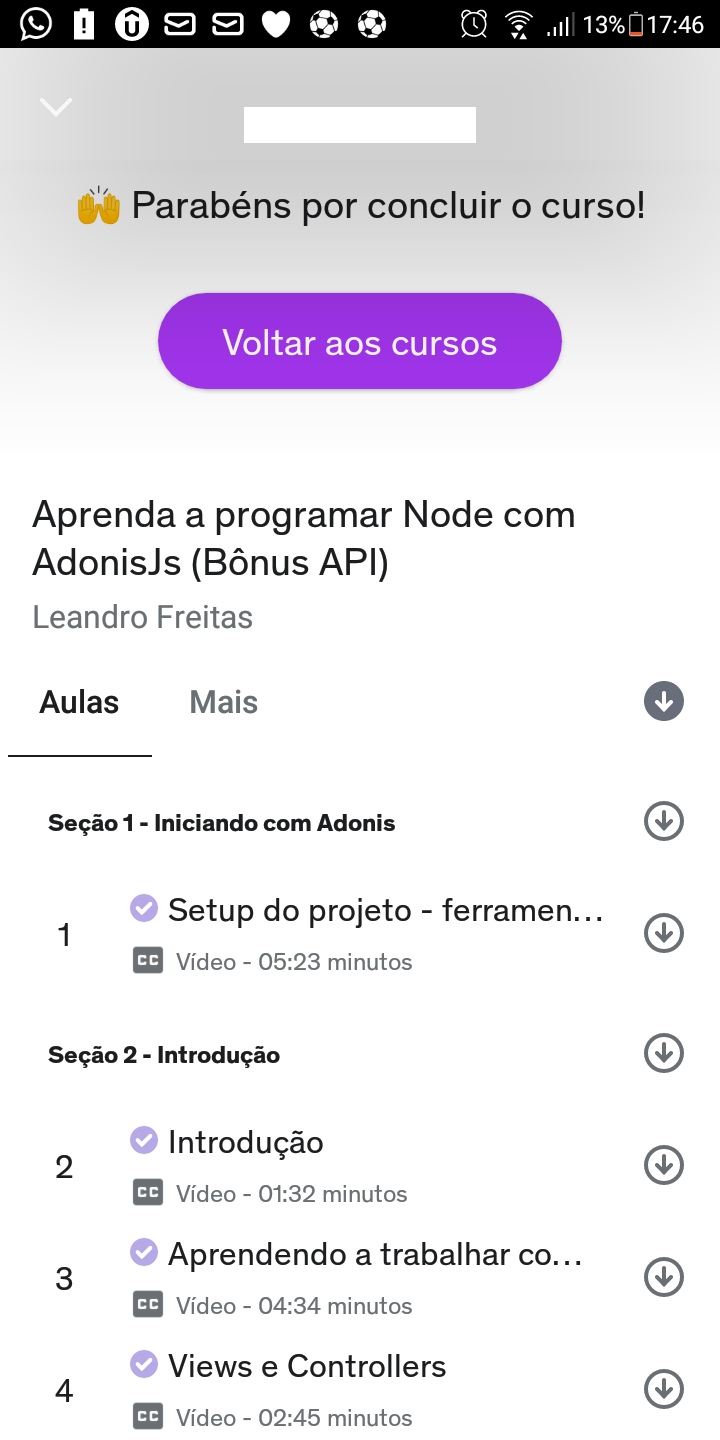 13% 17:46
Parabéns por concluir o curso!
Voltar aos cursos
Aprenda a programar Node com
AdonisJs (Bônus API)
Leandro Freitas
Aulas Mais
Seção 1 - Iniciando com Adonis
1 Setup do projeto - ferramen...
CC Vídeo - 05:23 minutos
Seção 2 - Introdução
2 Introdução
CC Vídeo - 01:32 minutos
3 Aprendendo a trabalhar co...
CC Vídeo - 04:34 minutos
4 Views e Controllers
CC Vídeo - 02:45 minutos